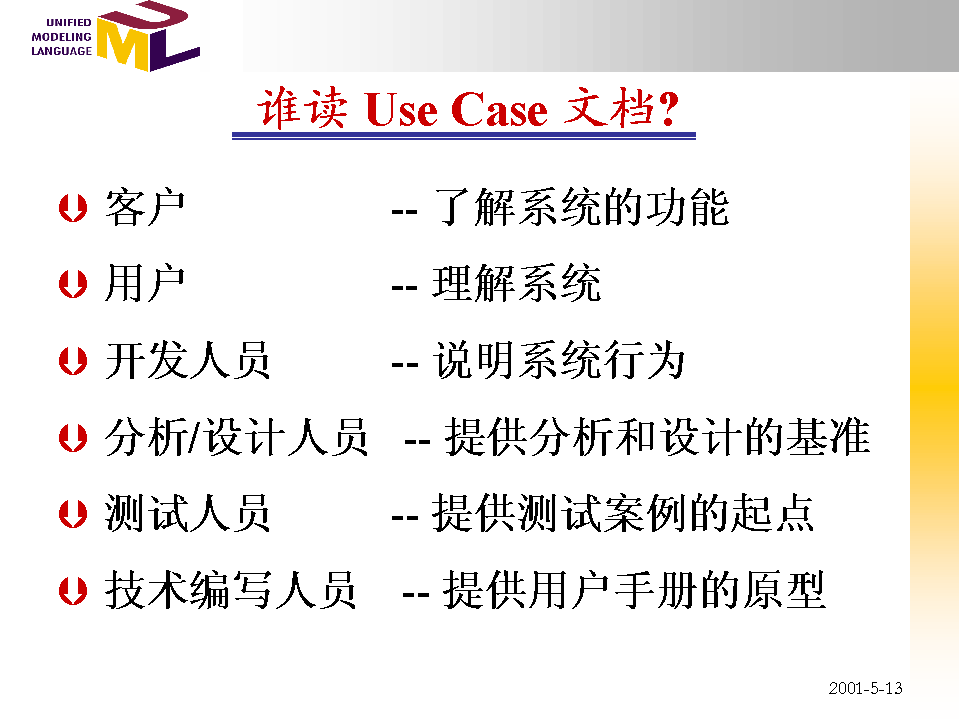 UNIFIED
MODELING
LANGUAGE
UML
谁读 Use Case 文档?
客户 -- 了解系统的功能
用户 -- 理解系统
开发人员 -- 说明系统行为
分析/设计人员 -- 提供分析和设计的基准
测试人员 -- 提供测试案例的起点
技术编写人员 -- 提供用户手册的原型
2001-5-13